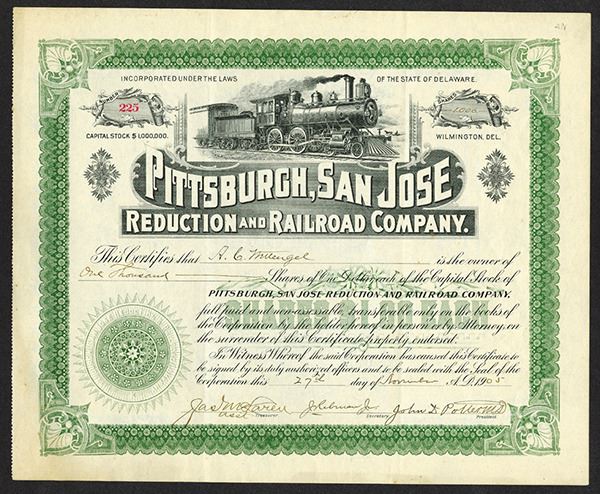 INCORPORATED UNDER THE LAWS OF THE STATE OF DELAWARE.
NUMBER 225
SHARES 1000
CAPITAL STOCK $1,000,000.
WILMINGTON, DEL.
PITTSBURGH, SAN JOSE
REDUCTION AND RAILROAD COMPANY.
This Certifies that A. C. is the owner of
One Thousand Shares of One Dollar each of the Capital Stock of
PITTSBURGH, SAN JOSE REDUCTION AND RAILROAD COMPANY,
full paid and non-assessable, transferable only on the books of
the Corporation by the holder hereof in person or by Attorney, on
the surrender of this Certificate properly endorsed.
In Witness Whereof the said Corporation has caused this Certificate to
be signed by its duly authorized officers and to be sealed with the Seal of the
Corporation this 27th day of November A.D. 1905
Jas John D.
Asst. Treasurer. Secretary. President.